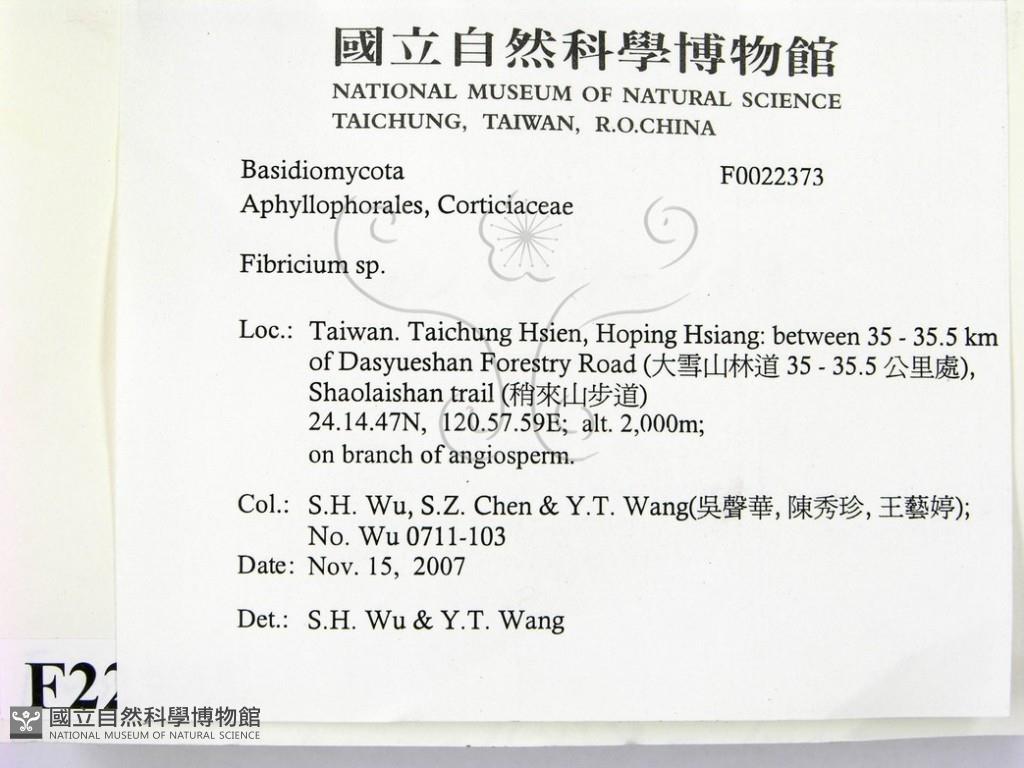 國立自然科學博物館
NATIONAL MUSEUM OF NATURAL SCIENCE
TAICHUNG, TAIWAN, R.O.CHINA
Basidiomycota F0022373
Aphyllophorales, Corticiaceae
Fibricium sp.
Loc.: Taiwan. Taichung Hsien, Hoping Hsiang: between 35 - 35.5 km
of Dasyueshan Forestry Road (大雪山林道 35 - 35.5 公里處),
Shaolaishan trail (稍來山步道)
24.14.47N, 120.57.59E; alt. 2,000m;
on branch of angiosperm.
Col.: S.H. Wu, S.Z. Chen & Y.T. Wang(吳聲華, 陳秀珍, 王藝婷);
No. Wu 0711-103
Date: Nov. 15, 2007
Det.: S.H. Wu & Y.T. Wang
F22
國立自然科學博物館
NATIONAL MUSEUM OF NATURAL SCIENCE